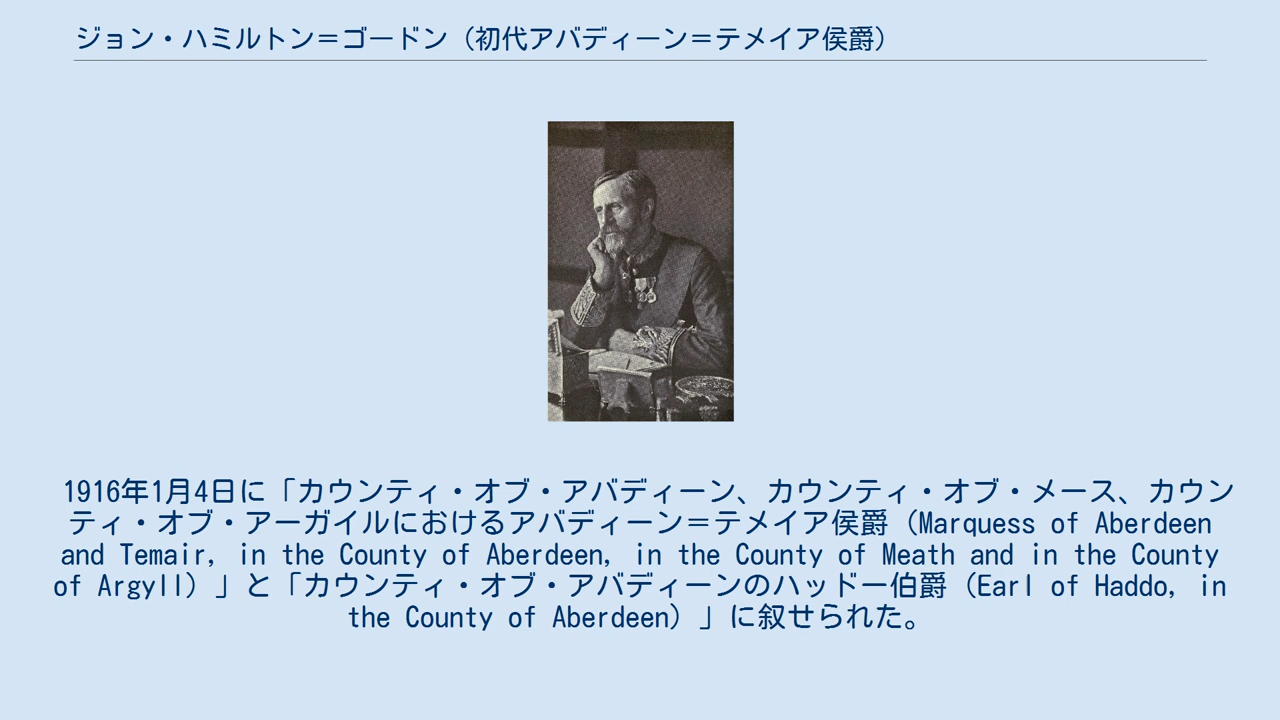 ジョン・ハミルトン＝ゴードン（初代アバディーン＝テメイア侯爵）
1916年1月4日に「カウンティ・オブ・アバディーン、カウンティ・オブ・メース、カウン
ティ・オブ・アーガイルにおけるアバディーン＝テメイア侯爵（Marquess of Aberdeen
and Temair, in the County of Aberdeen, in the County of Meath and in the County
of Argyll）」と「カウンティ・オブ・アバディーンのハッドー伯爵（Earl of Haddo, in
the County of Aberdeen）」に叙せられた。